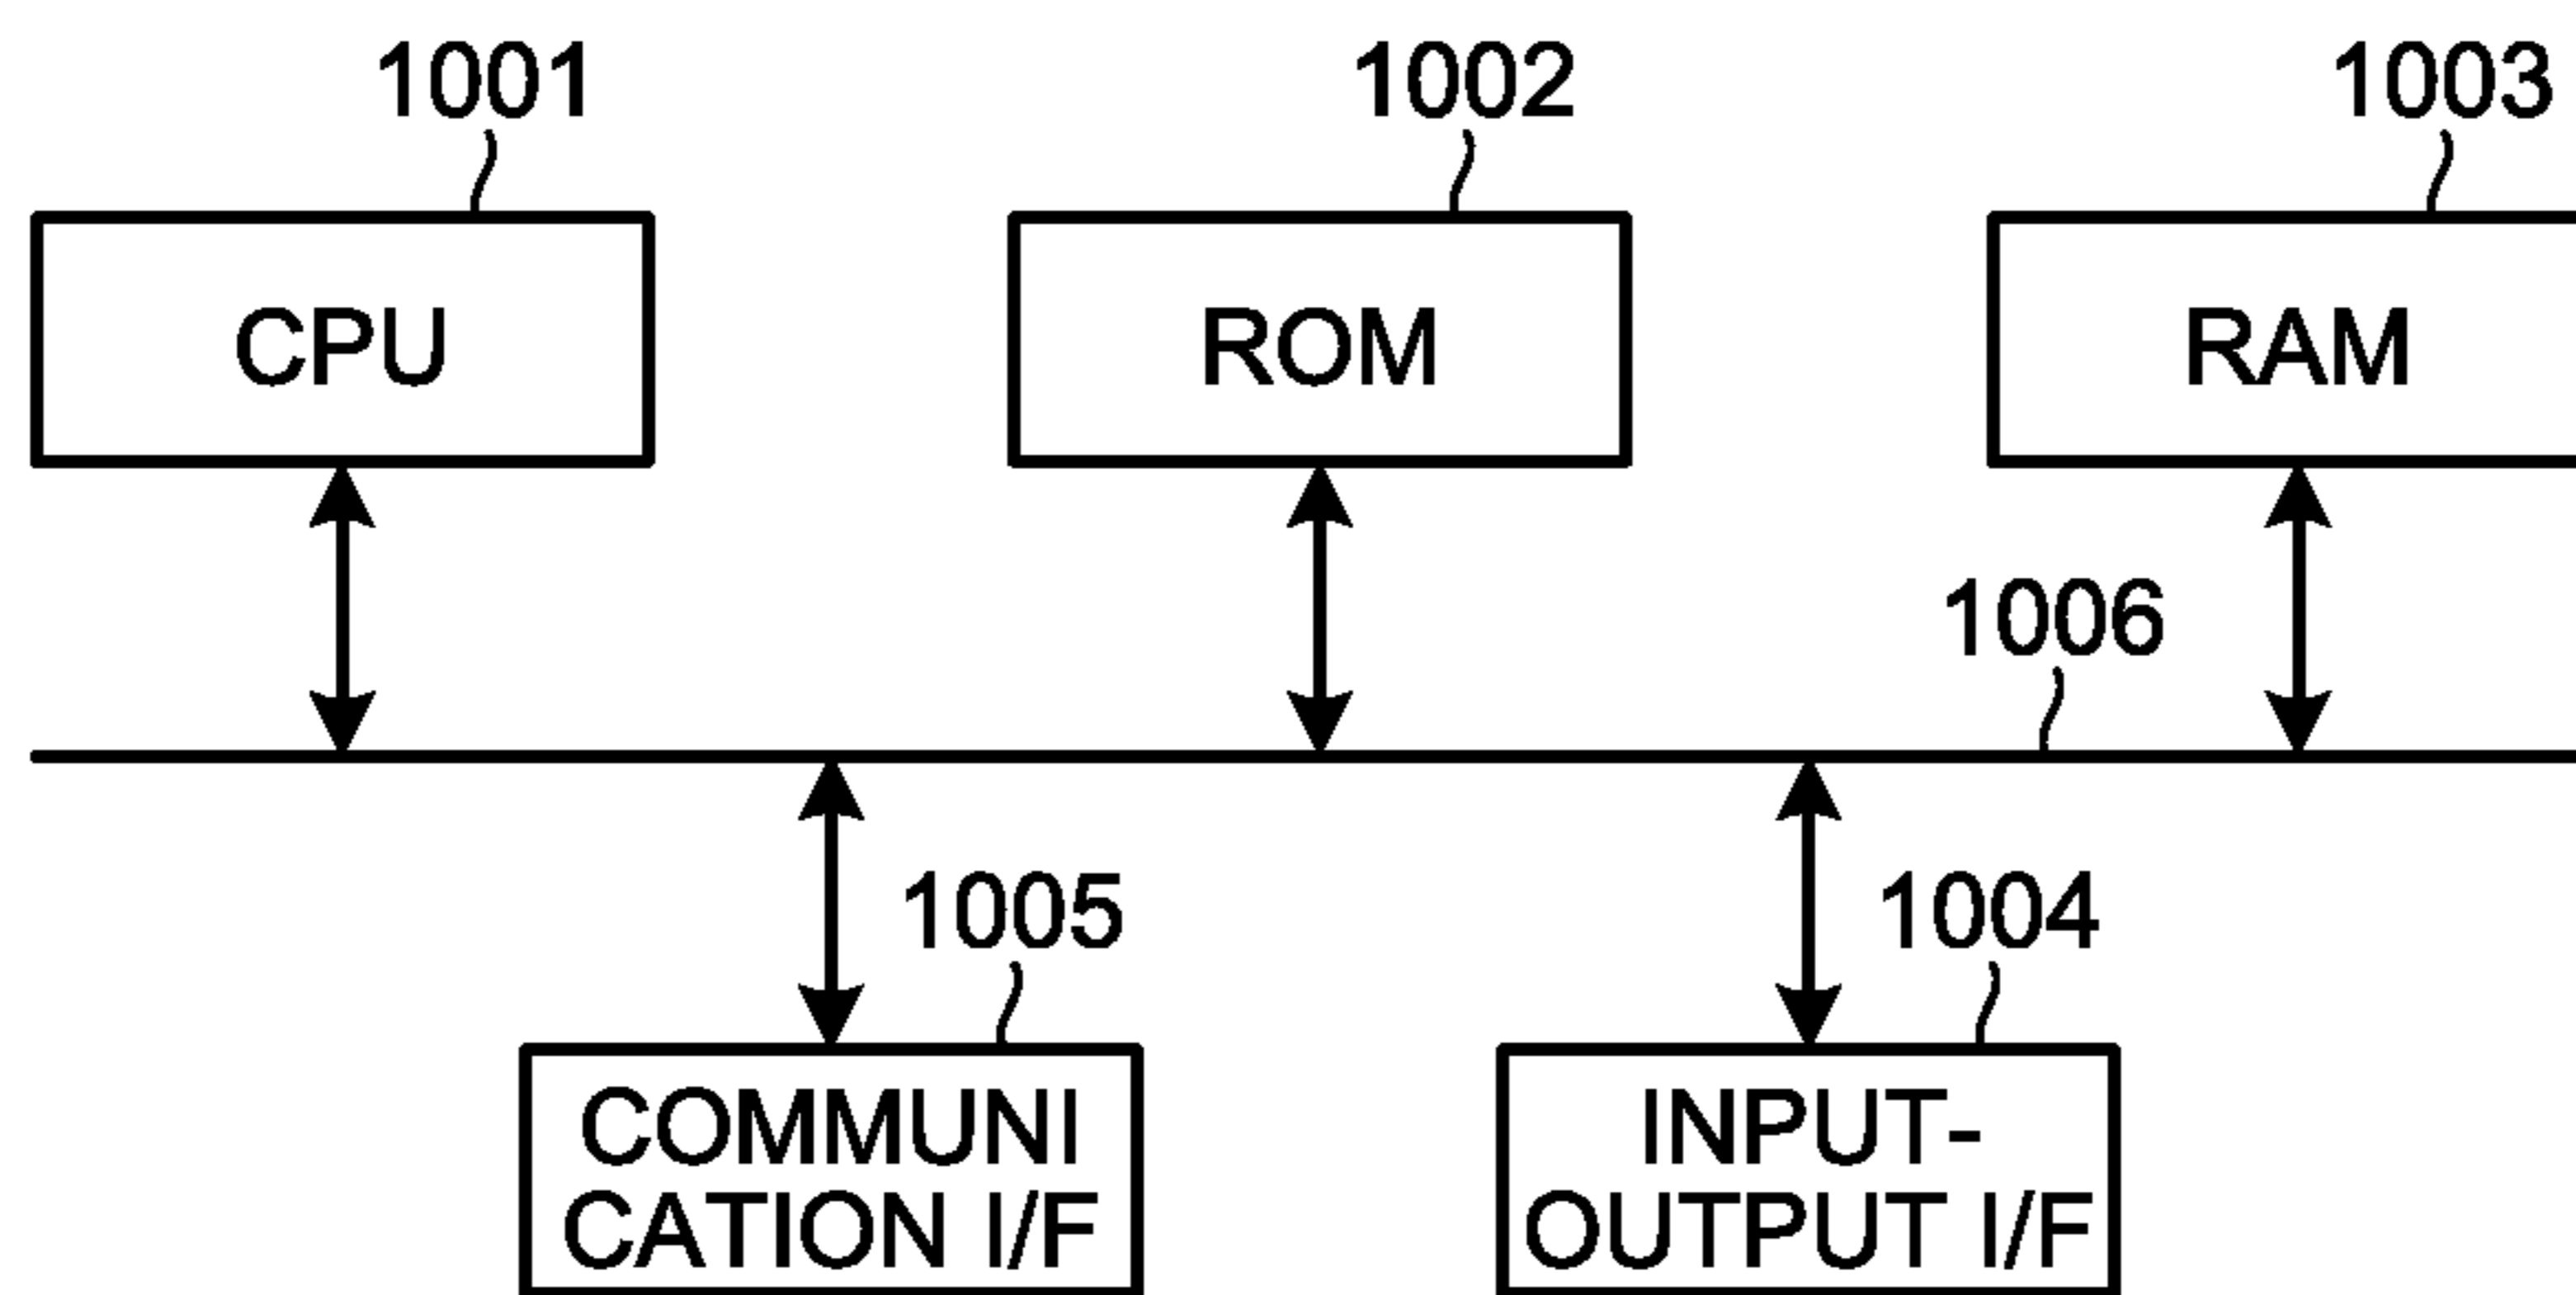 1001
1002
1003
CPU
ROM
RAM
1006
1005
1004
COMMUNI
CATION I/F
INPUT-
OUTPUT I/F